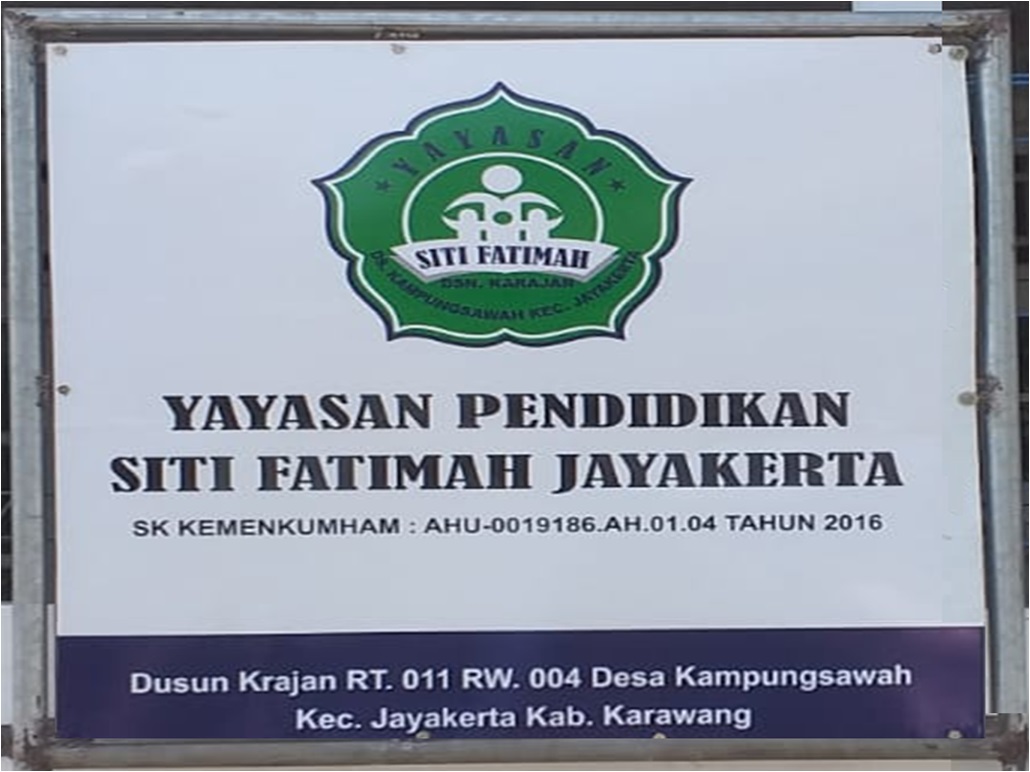 YAYASAN
SITI FATIMAH
DSN. KARAJAN
DS. KAMPUNGSAWAH KEC. JAYAKERTA
YAYASAN PENDIDIKAN
SITI FATIMAH JAYAKERTA
SK KEMENKUMHAM : AHU-0019186.AH.01.04 TAHUN 2016
Dusun Krajan RT. 011 RW. 004 Desa Kampungsawah
Kec. Jayakerta Kab. Karawang